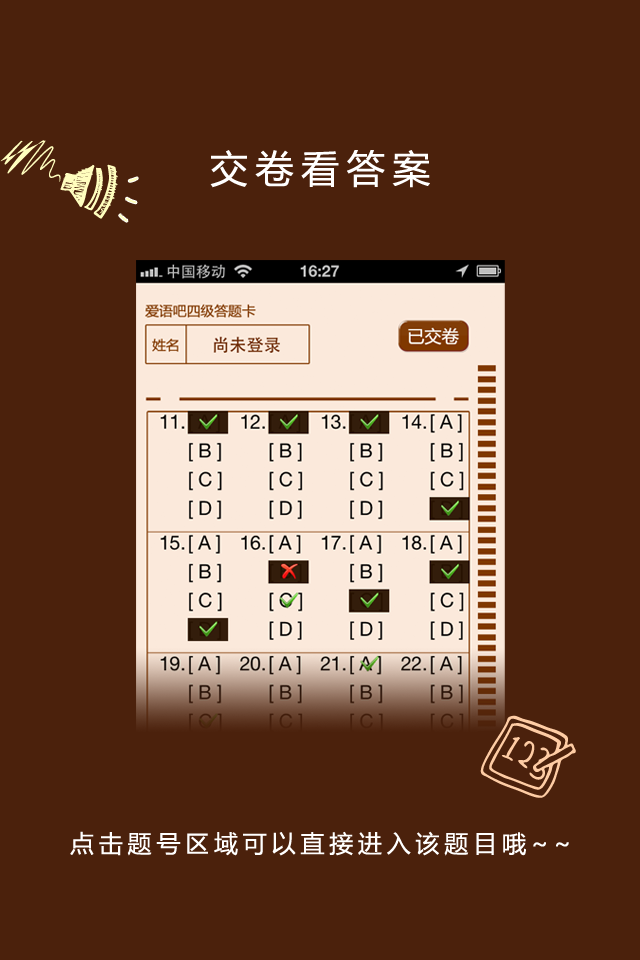 交卷看答案
中国移动 16:27
爱语吧四级答题卡
姓名 尚未登录
已交卷
11. 12. 13. 14.[A]
[B] [B] [B] [B]
[C] [C] [C] [C]
[D] [D] [D]
15.[A] 16.[A] 17.[A] 18.[A]
[B] [B]
[C] [C] [C]
[D] [D] [D]
19.[A] 20.[A] 21.[A] 22.[A]
[B] [B] [B] [B]
[C] [C] [C] [C]
123
点击题号区域可以直接进入该题目哦~~